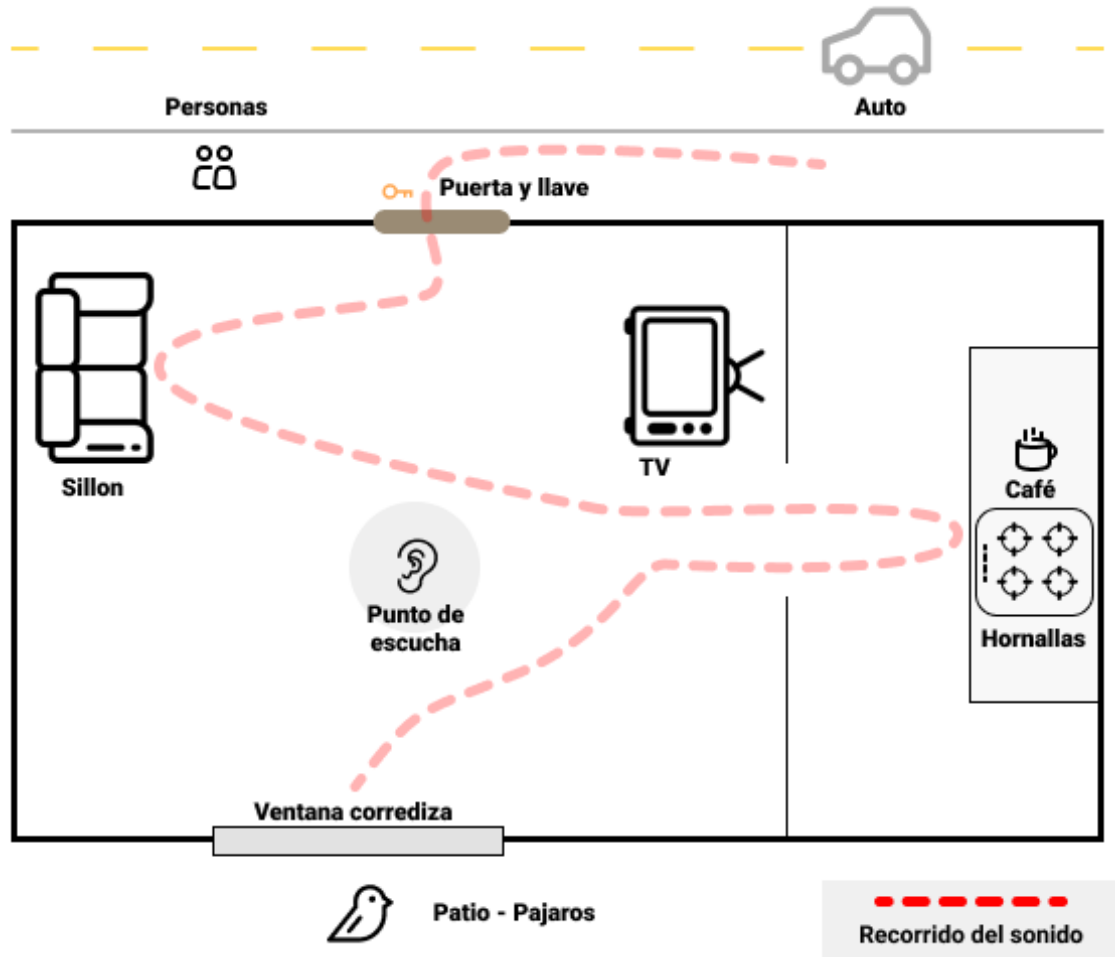 Personas
Auto
Puerta y llave
Sillon
TV
Café
Punto de
escucha
Hornallas
Ventana corrediza
Patio - Pajaros
Recorrido del sonido